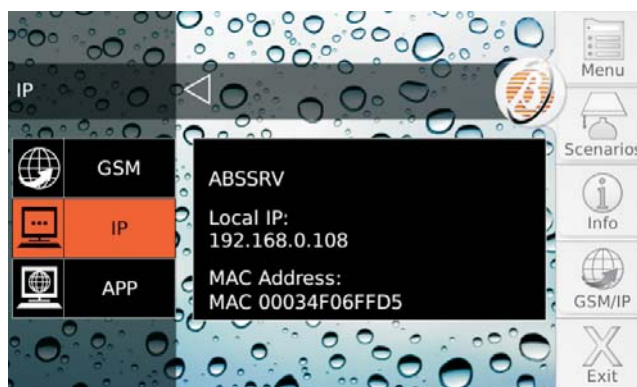 IP
GSM
IP
APP
ABSSRV
Local IP:
192.168.0.108
MAC Address:
MAC 00034F06FFD5
Menu
Scenarios
Info
GSM/IP
Exit